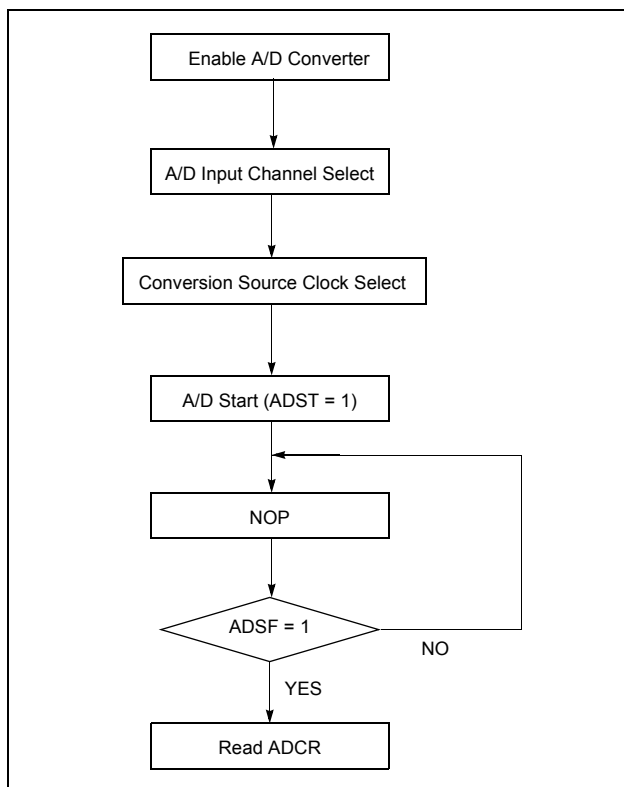 Enable A/D Converter
A/D Input Channel Select
Conversion Source Clock Select
A/D Start (ADST = 1)
NOP
ADSF = 1
NO
YES
Read ADCR